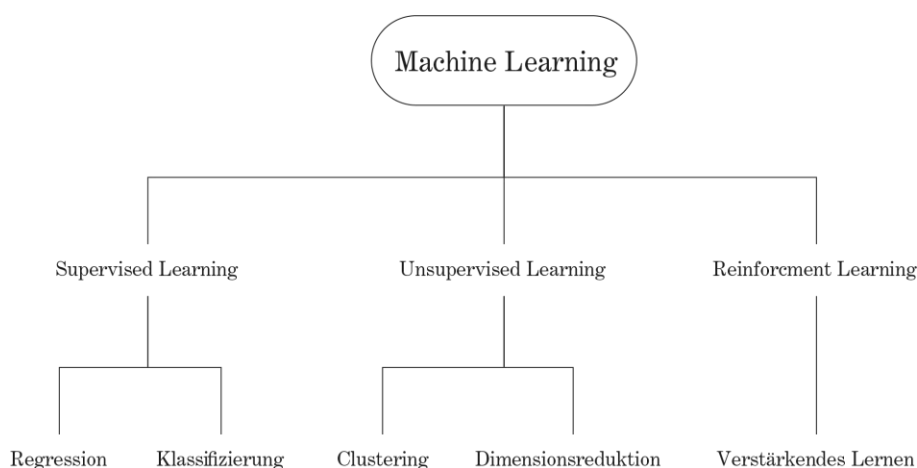 Machine Learning
Supervised Learning
Unsupervised Learning
Reinforcment Learning
Regression
Klassifizierung
Clustering
Dimensionsreduktion
Verstärkendes Lernen